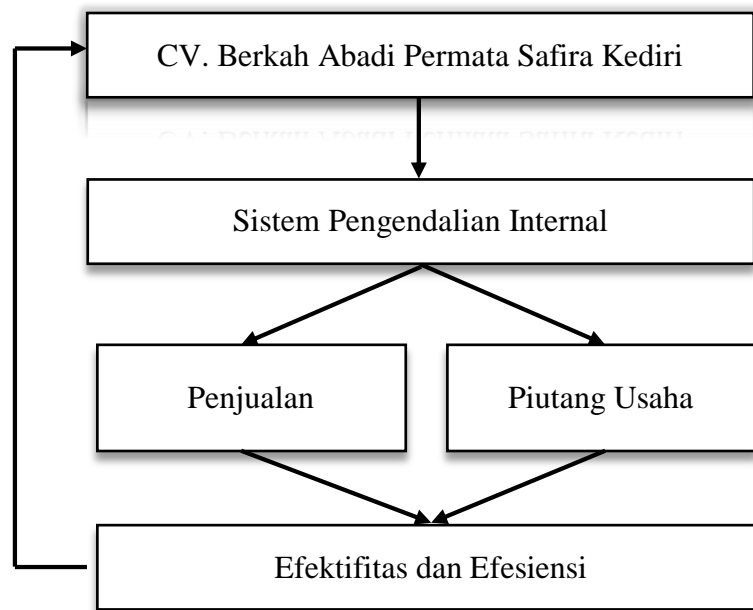 CV. Berkah Abadi Permata Safira Kediri
Sistem Pengendalian Internal
Penjualan
Piutang Usaha
Efektifitas dan Efesiensi